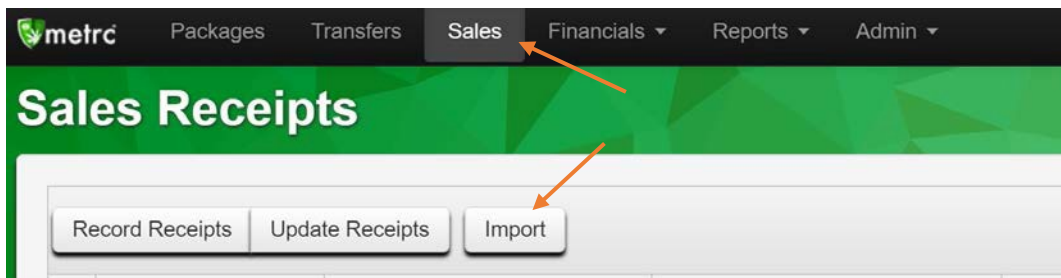 metrc Packages Transfers Sales Financials Reports Admin
Sales Receipts
Record Receipts Update Receipts Import